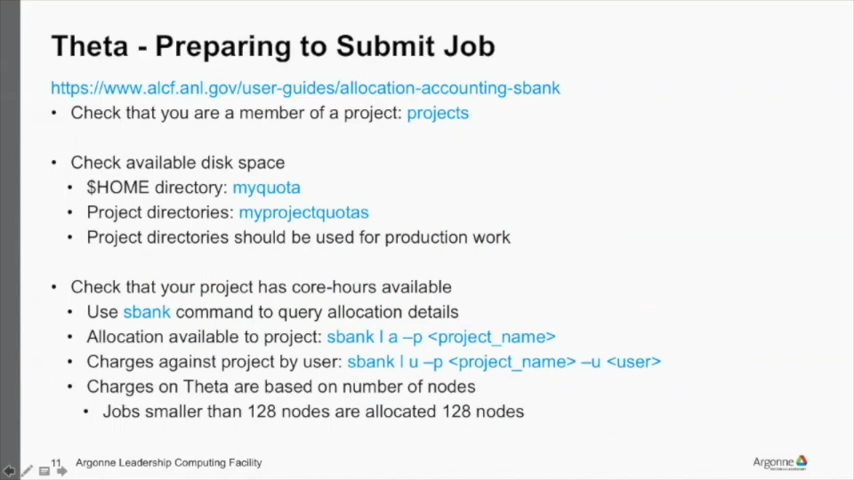 Theta - Preparing to Submit Job
https://www.alcf.anl.gov/user-guides/allocation-accounting-sbank
• Check that you are a member of a project: projects
• Check available disk space
• $HOME directory: myquota
• Project directories: myprojectquotas
• Project directories should be used for production work
• Check that your project has core-hours available
• Use sbank command to query allocation details
• Allocation available to project: sbank l a –p <project_name>
• Charges against project by user: sbank l u –p <project_name> –u <user>
• Charges on Theta are based on number of nodes
• Jobs smaller than 128 nodes are allocated 128 nodes
11 Argonne Leadership Computing Facility
Argonne